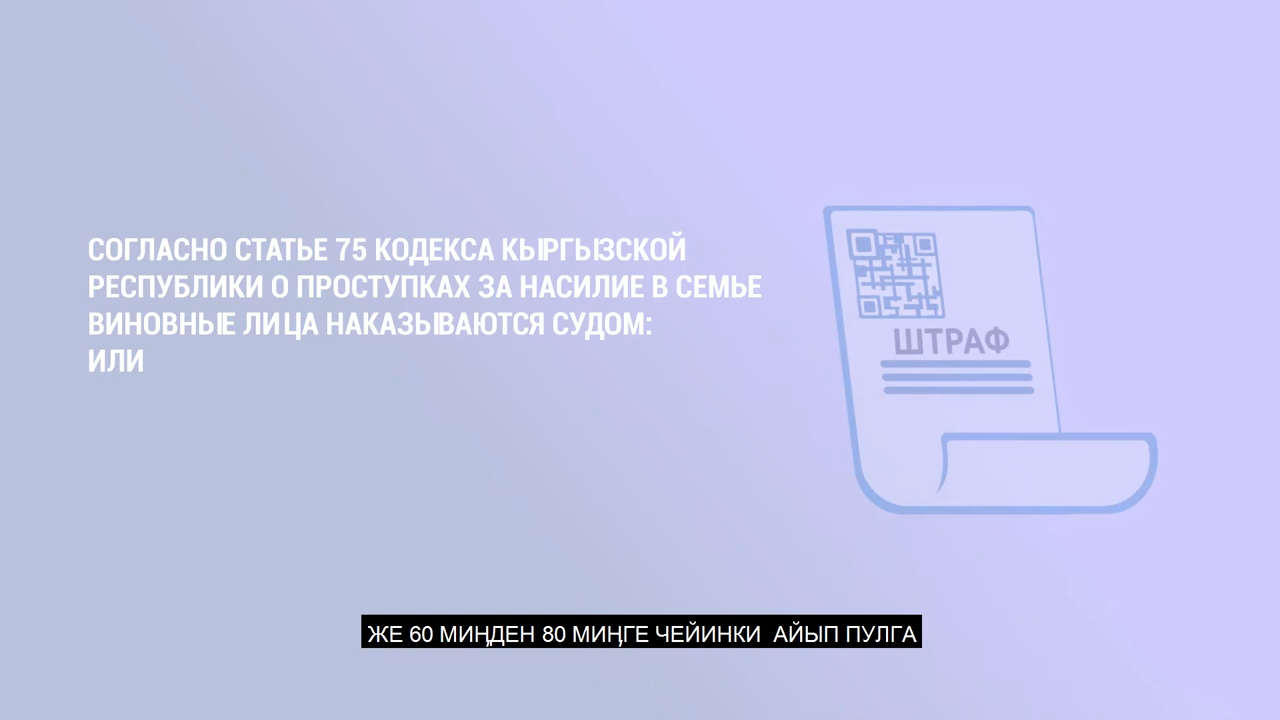 СОГЛАСНО СТАТЬЕ 75 КОДЕКСА КЫРГЫЗСКОЙ
РЕСПУБЛИКИ О ПРОСТУПКАХ ЗА НАСИЛИЕ В СЕМЬЕ
ВИНОВНЫЕ ЛИЦА НАКАЗЫВАЮТСЯ СУДОМ:
ИЛИ
ШТРАФ
ЖЕ 60 МИҢДЕН 80 МИҢГЕ ЧЕЙИНКИ АЙЫП ПУЛГА